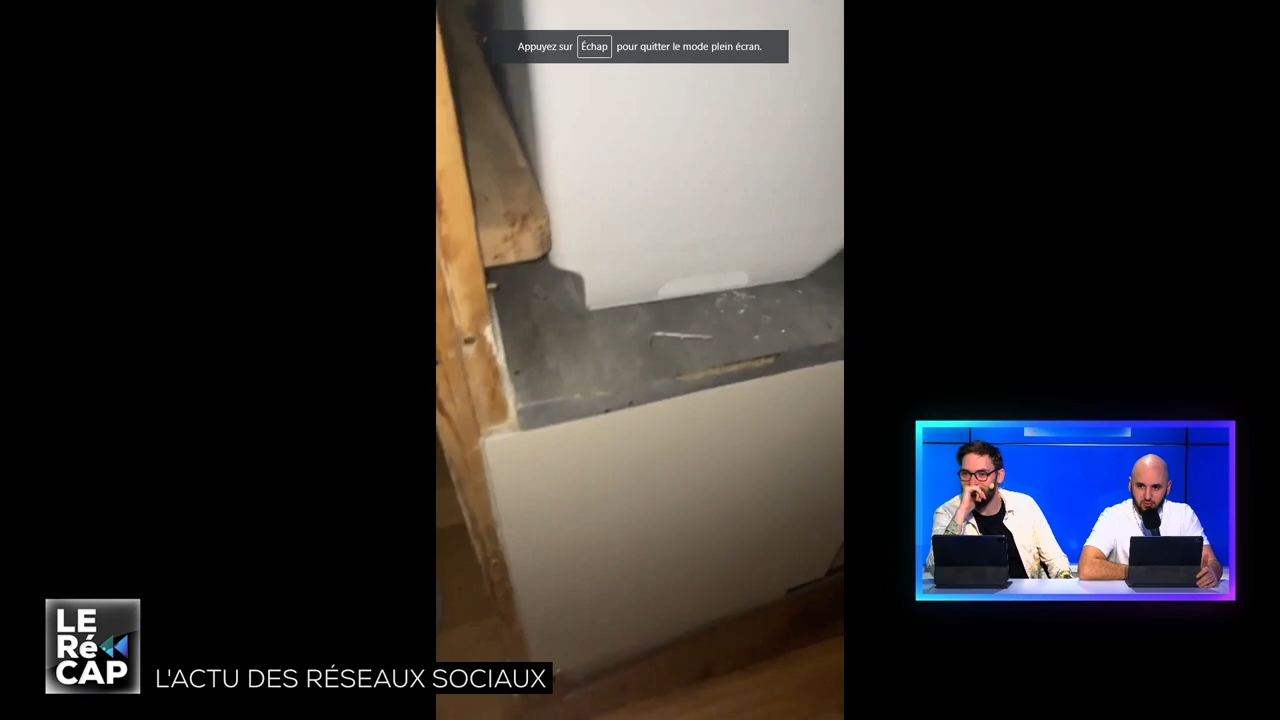 Appuyez sur Échap pour quitter le mode plein écran.
LE
Ré
CAP
L'ACTU DES RÉSEAUX SOCIAUX